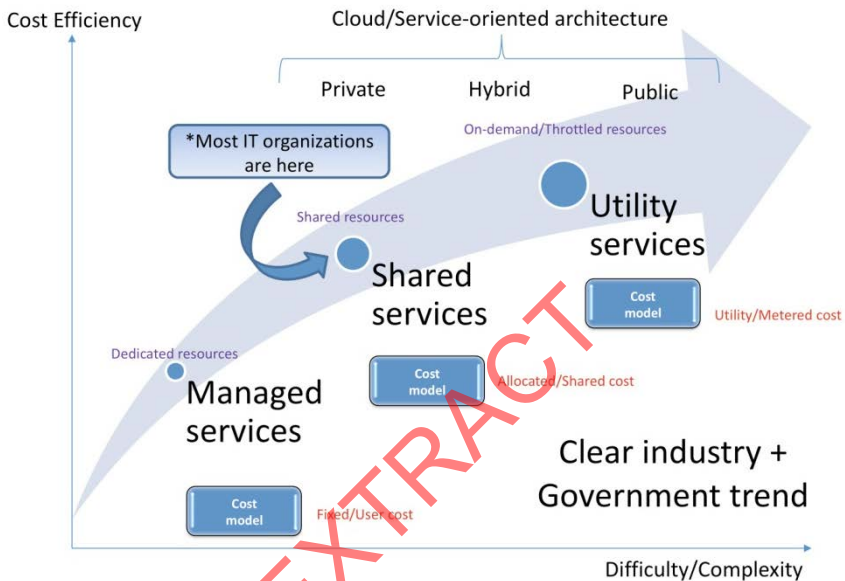 Cost Efficiency
Cloud/Service-oriented architecture
Private
Hybrid
Public
On-demand/Throttled resources
*Most IT organizations
are here
Shared resources
Utility
services
Shared
services
Cost
model
Utility/Metered cost
Dedicated resources
Managed
services
Cost
model
Allocated/Shared cost
Clear industry +
Government trend
Cost
model
Fixed/User cost
EXTRACT
Difficulty/Complexity